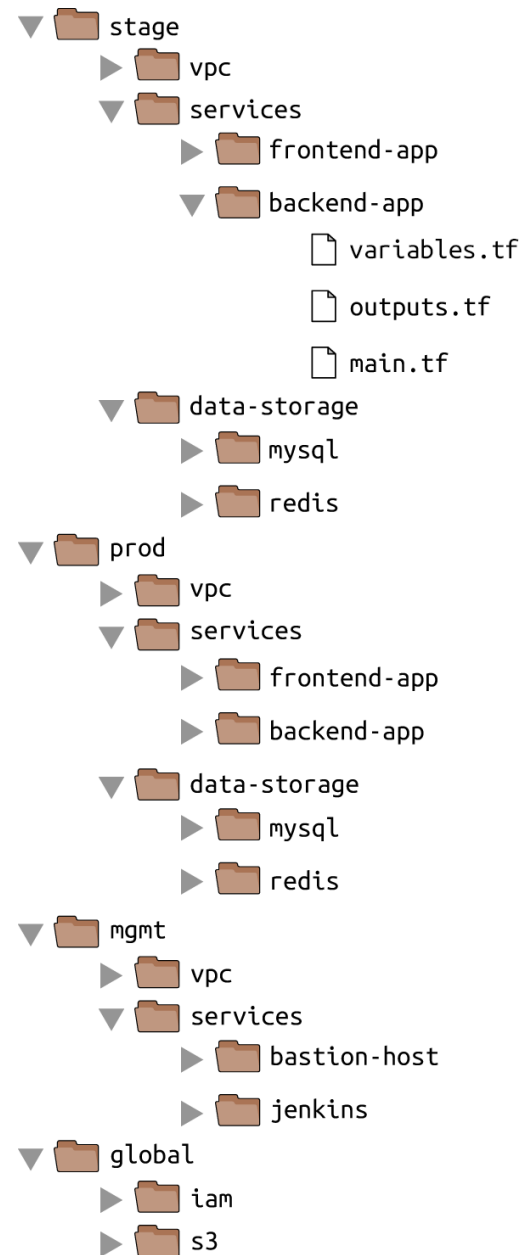 stage
vpc
services
frontend-app
backend-app
variables.tf
outputs.tf
main.tf
data-storage
mysql
redis
prod
vpc
services
frontend-app
backend-app
data-storage
mysql
redis
mgmt
vpc
services
bastion-host
jenkins
global
iam
s3